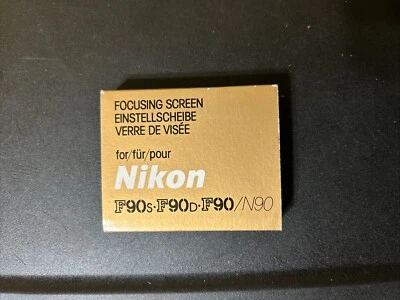 FOCUSING SCREEN
EINSTELLSCHEIBE
VERRE DE VISÉE
for/für/pour
Nikon
F90s·F90D·F90/N90